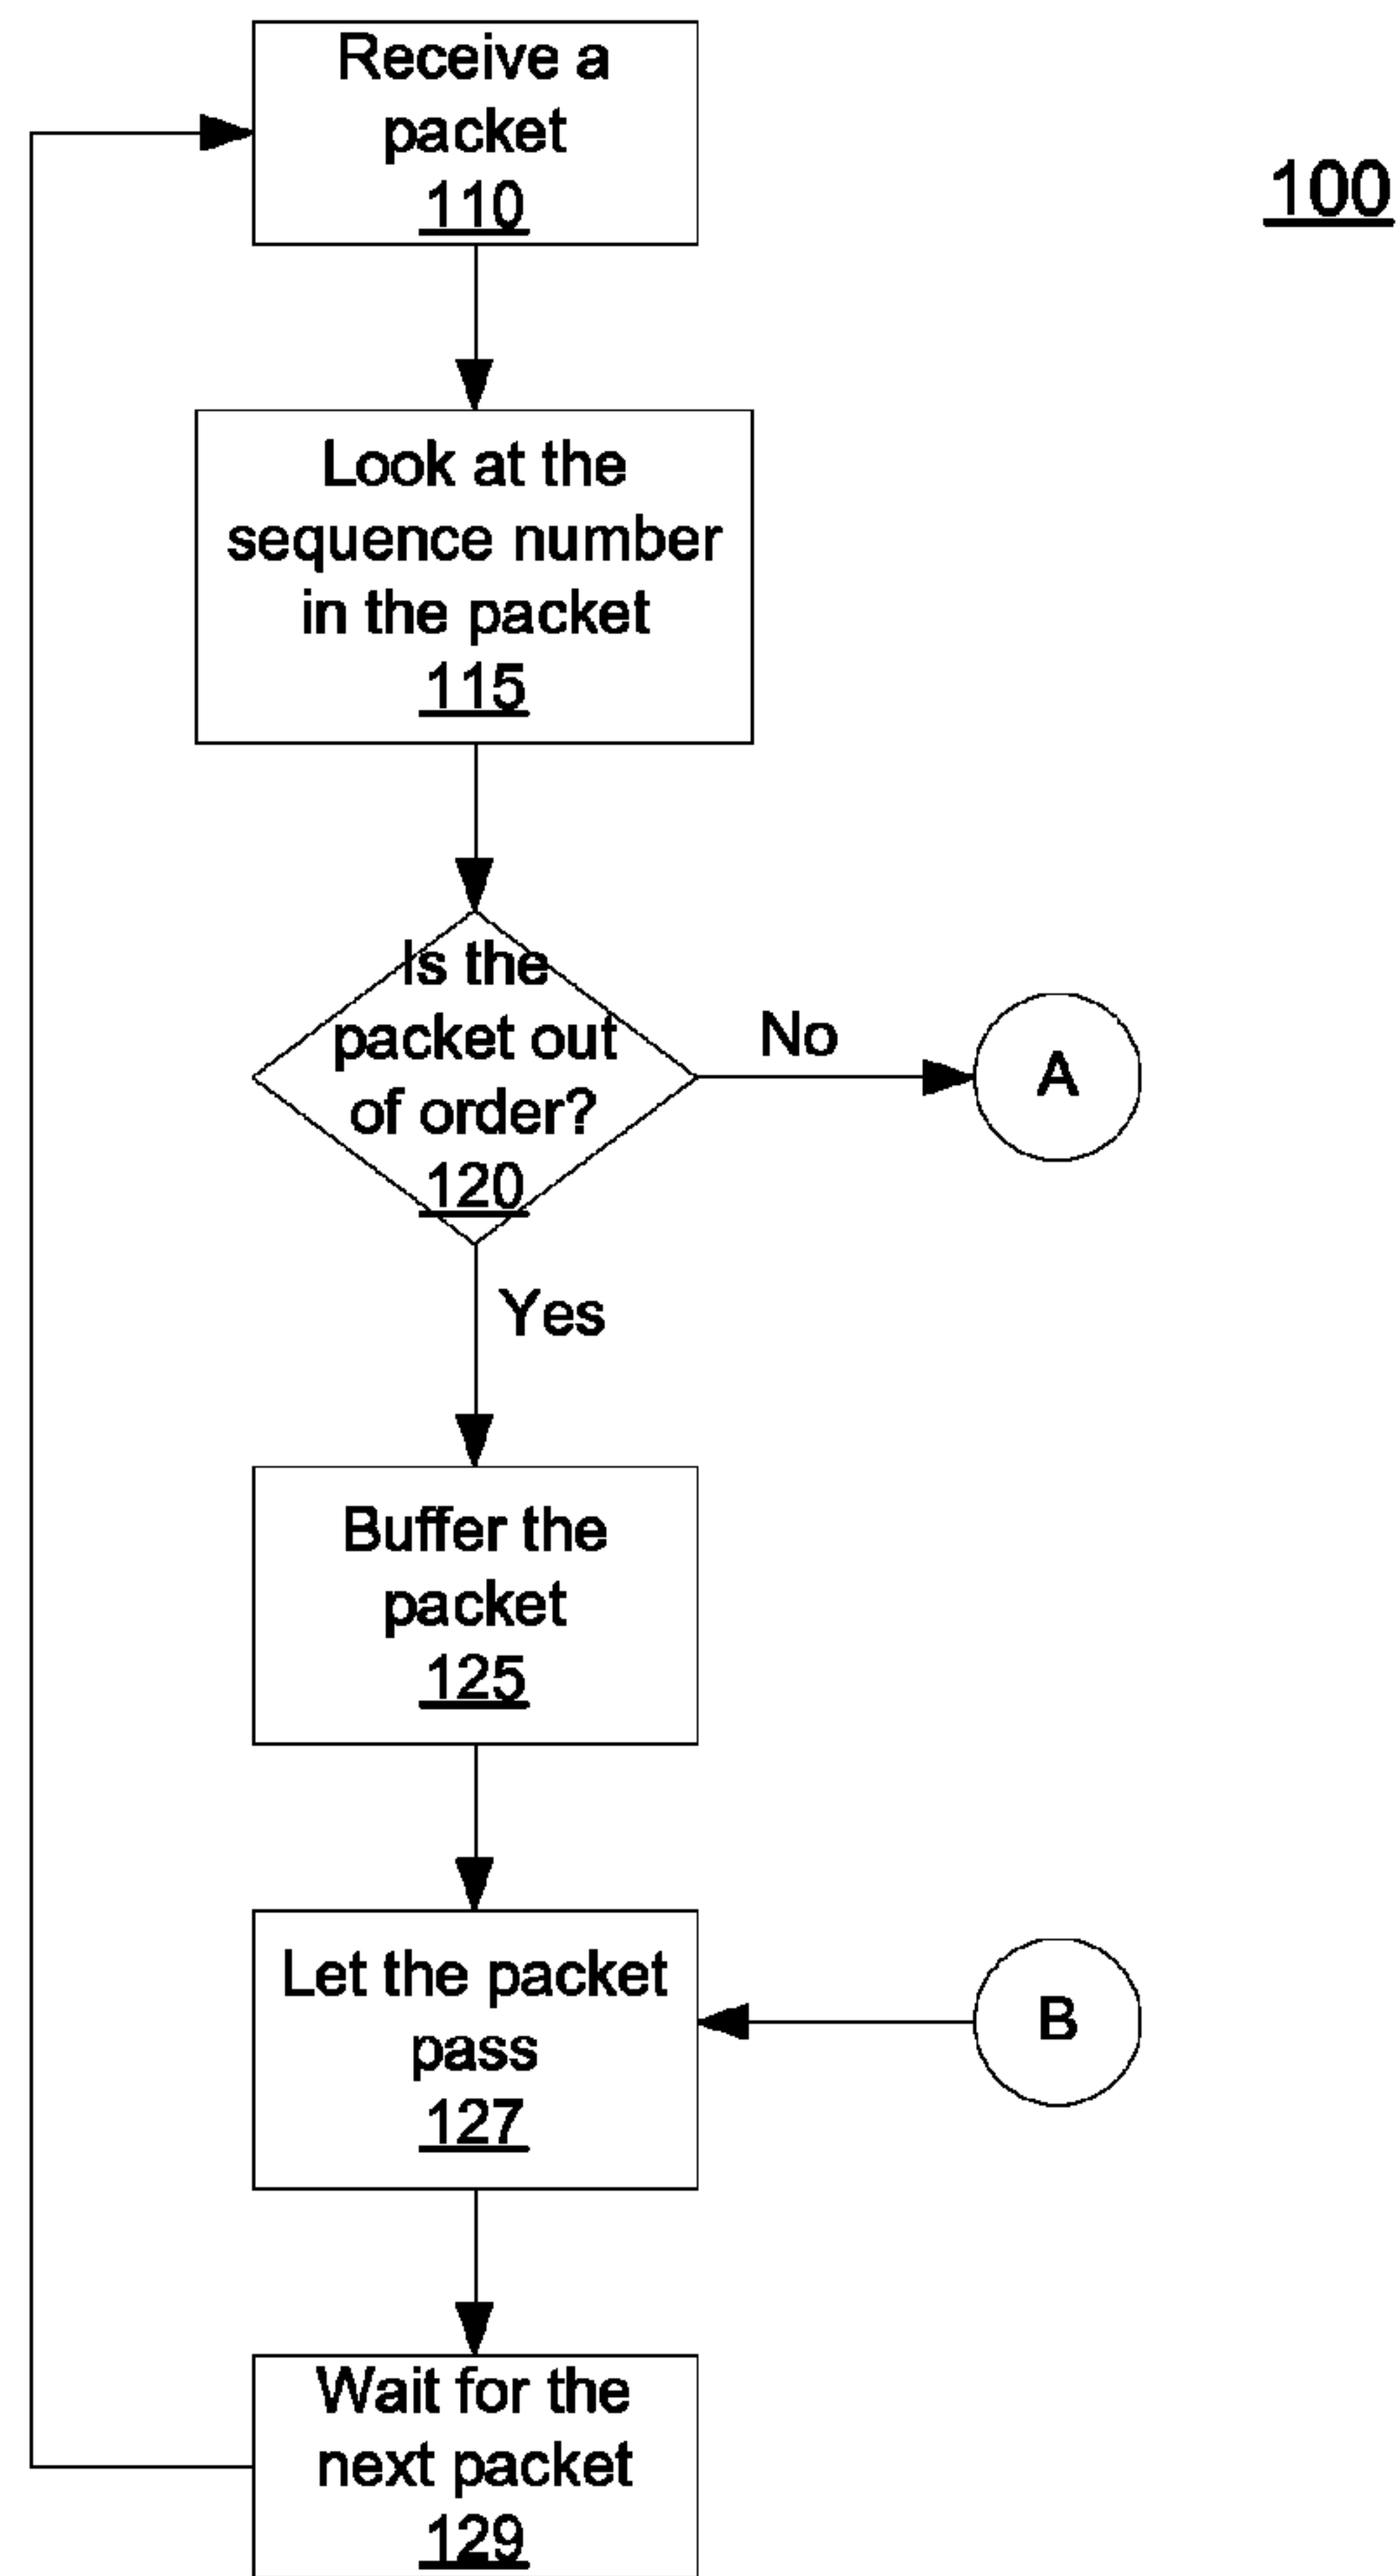 Receive a
packet
110
100
Look at the
sequence number
in the packet
115
Is the
packet out
of order?
120
No
A
Yes
Buffer the
packet
125
Let the packet
pass
127
B
Wait for the
next packet
129